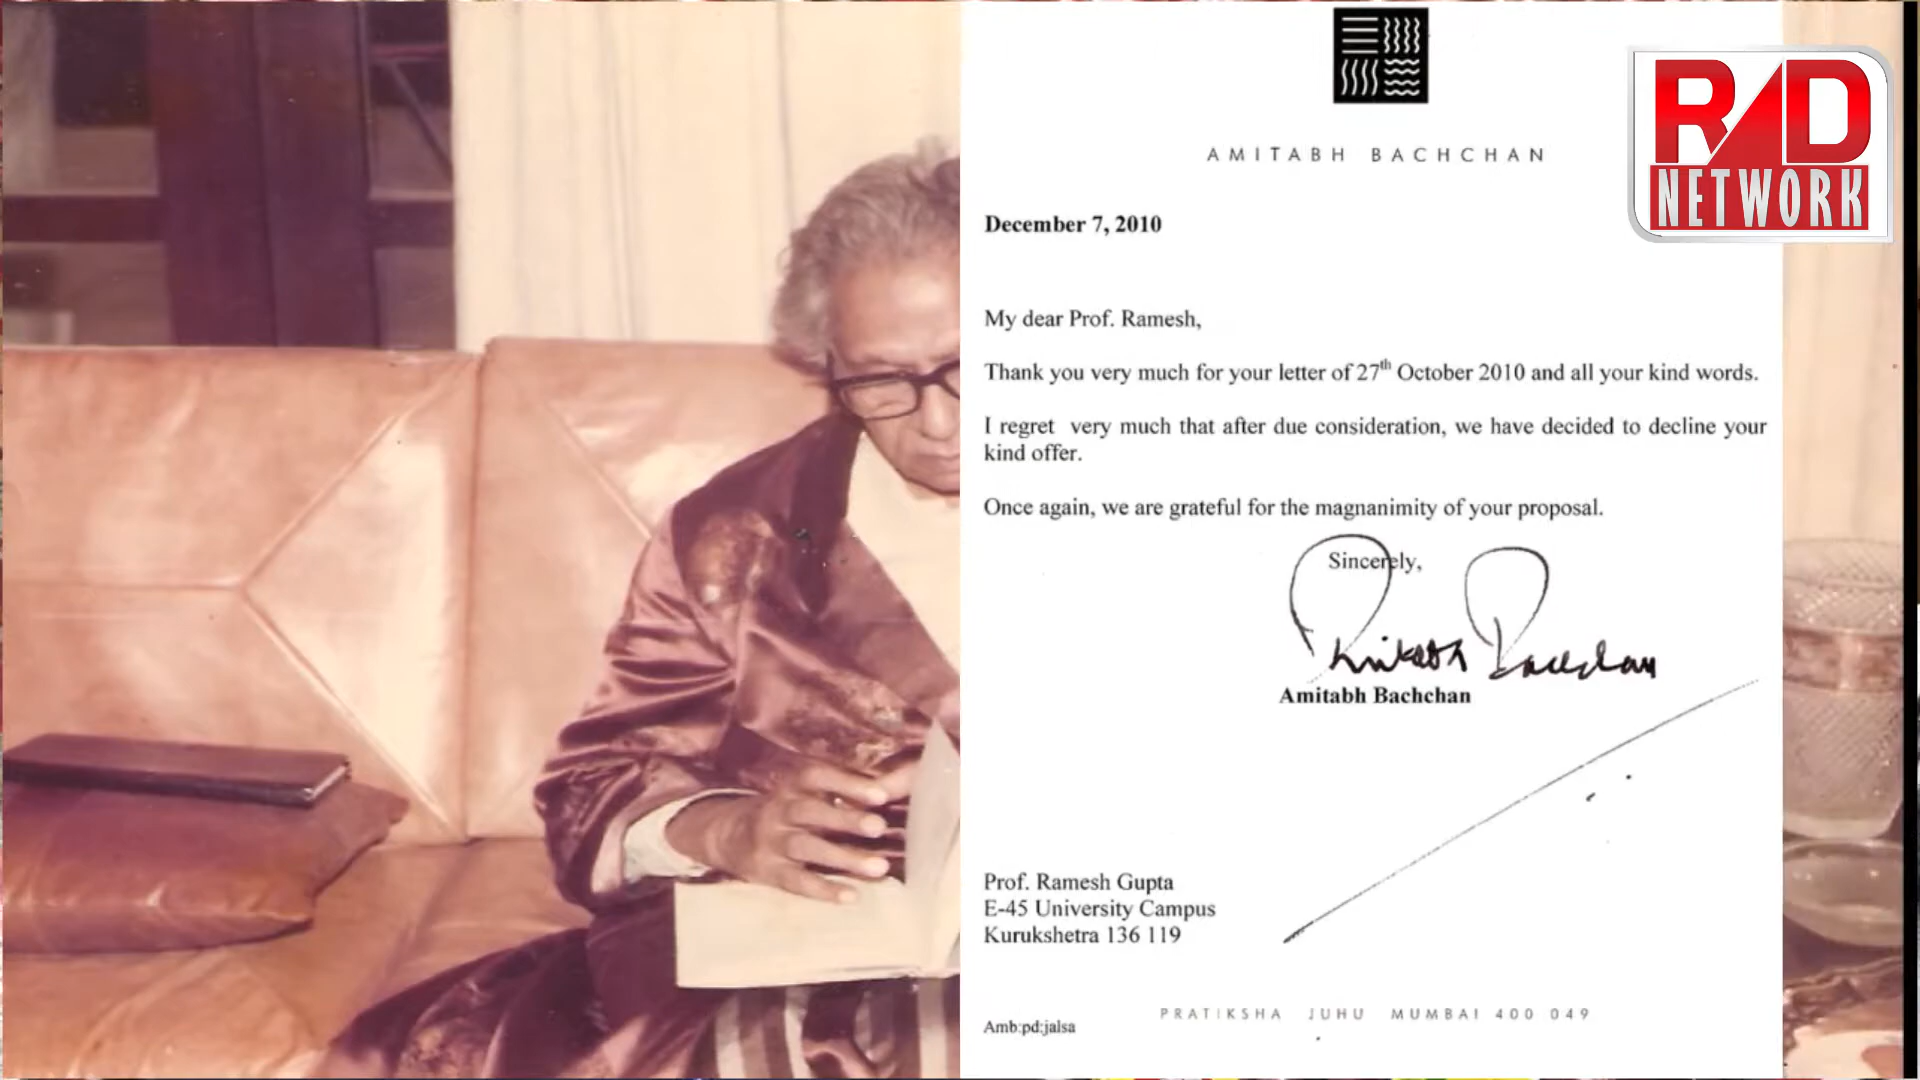 AMITABH BACHCHAN
RAD
NETWORK
December 7, 2010
My dear Prof. Ramesh,
Thank you very much for your letter of 27th October 2010 and all your kind words.
I regret very much that after due consideration, we have decided to decline your
kind offer.
Once again, we are grateful for the magnanimity of your proposal.
Sincerely,
Amitabh Bachchan
Amitabh Bachchan
Prof. Ramesh Gupta
E-45 University Campus
Kurukshetra 136 119
PRATIKSHA JUHU MUMBAI 400 049
Amb:pd:jalsa